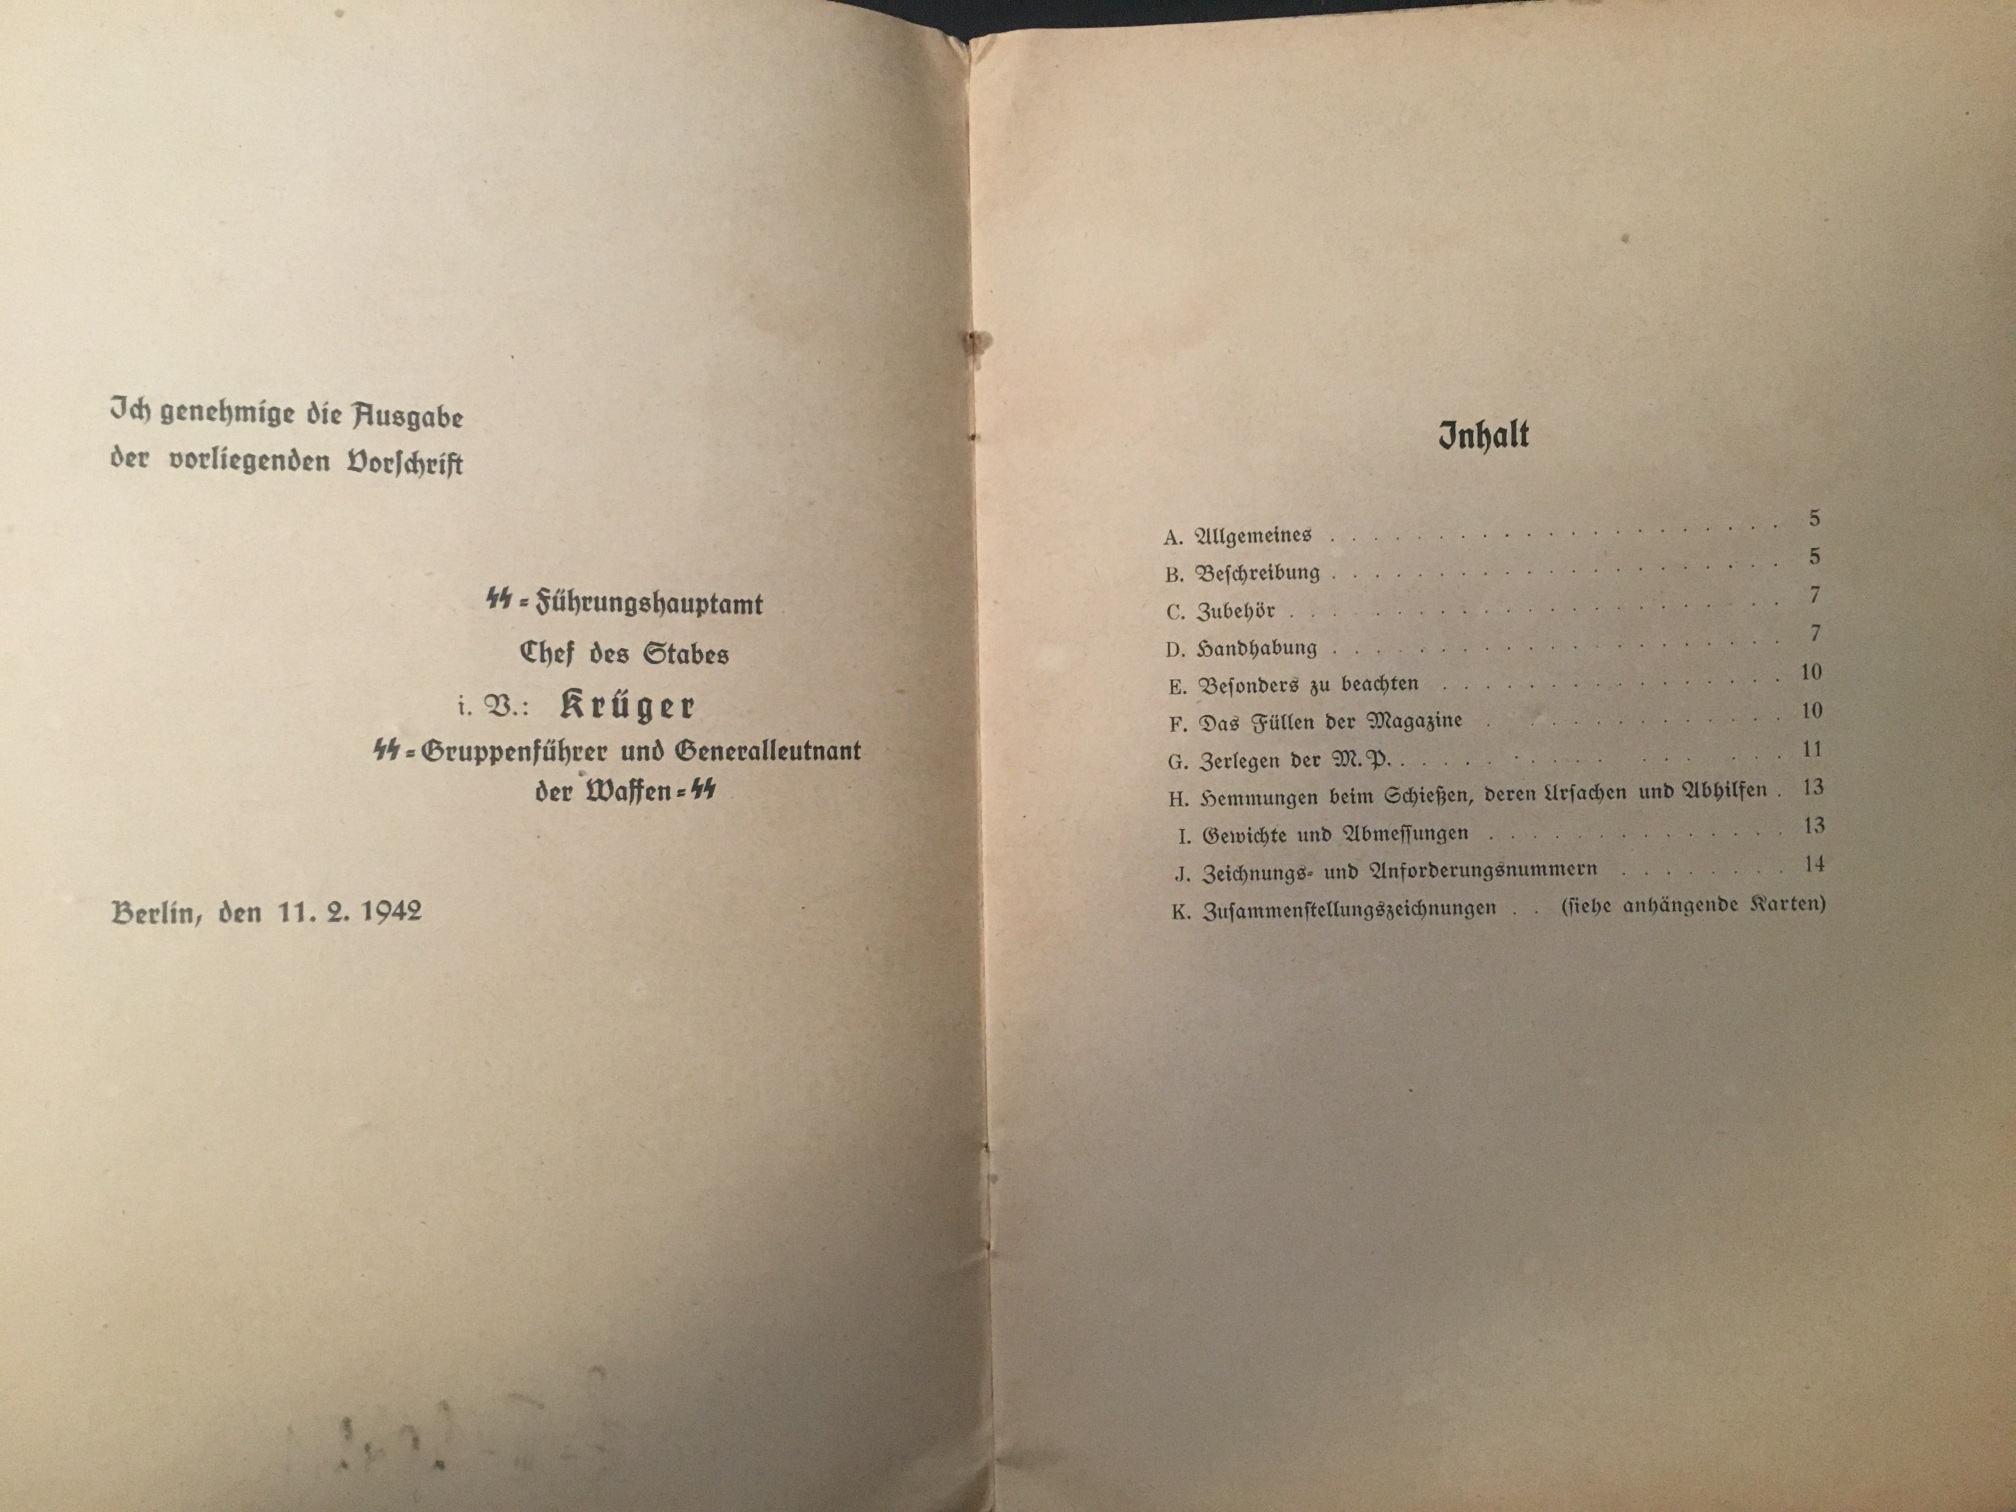 Ich genehmige die Ausgabe
der vorliegenden Vorschrift
SS-Führungshauptamt
Chef des Stabes
i. V.: Krüger
SS-Gruppenführer und Generalleutnant
der Waffen-SS
Berlin, den 11. 2. 1942
Inhalt
A. Allgemeines . . . . . . . . . . . . . . . . . . . . . 5
B. Beschreibung . . . . . . . . . . . . . . . . . . . . . 5
C. Zubehör . . . . . . . . . . . . . . . . . . . . . . . 7
D. Handhabung . . . . . . . . . . . . . . . . . . . . . 7
E. Besonders zu beachten . . . . . . . . . . . . . . . . 10
F. Das Füllen der Magazine . . . . . . . . . . . . . . 10
G. Zerlegen der M.P. . . . . . . . . . . . . . . . . . 11
H. Hemmungen beim Schießen, deren Ursachen und Abhilfen . 13
I. Gewichte und Abmessungen . . . . . . . . . . . . . . 13
J. Zeichnungs- und Anforderungsnummern . . . . . . . . 14
K. Zusammenstellungszeichnungen . . (siehe anhängende Karten)